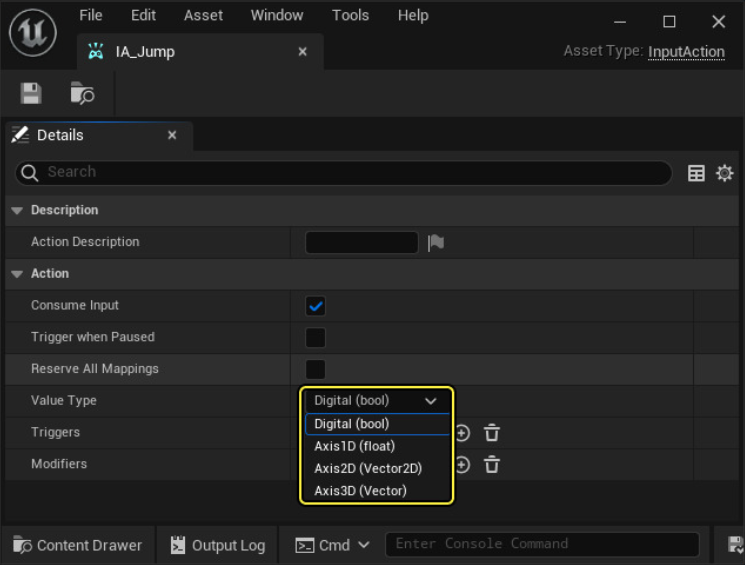 File Edit Asset Window Tools Help
IA_Jump
Asset Type: InputAction
Details
Search
Description
Action Description
Action
Consume Input
Trigger when Paused
Reserve All Mappings
Value Type Digital (bool)
Digital (bool)
Triggers
Axis1D (float)
Axis2D (Vector2D)
Modifiers
Axis3D (Vector)
Content Drawer Output Log Cmd Enter Console Command